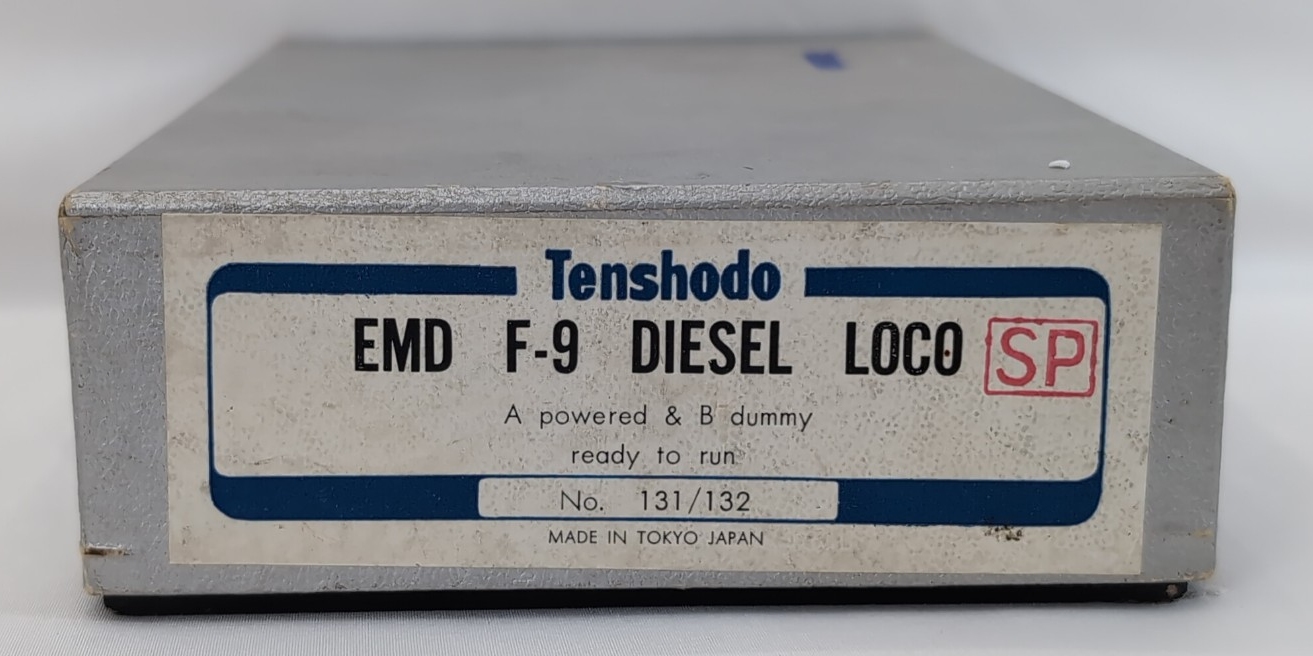 Tenshodo
EMD F-9 DIESEL LOCO SP
A powered & B dummy
ready to run
No. 131/132
MADE IN TOKYO JAPAN